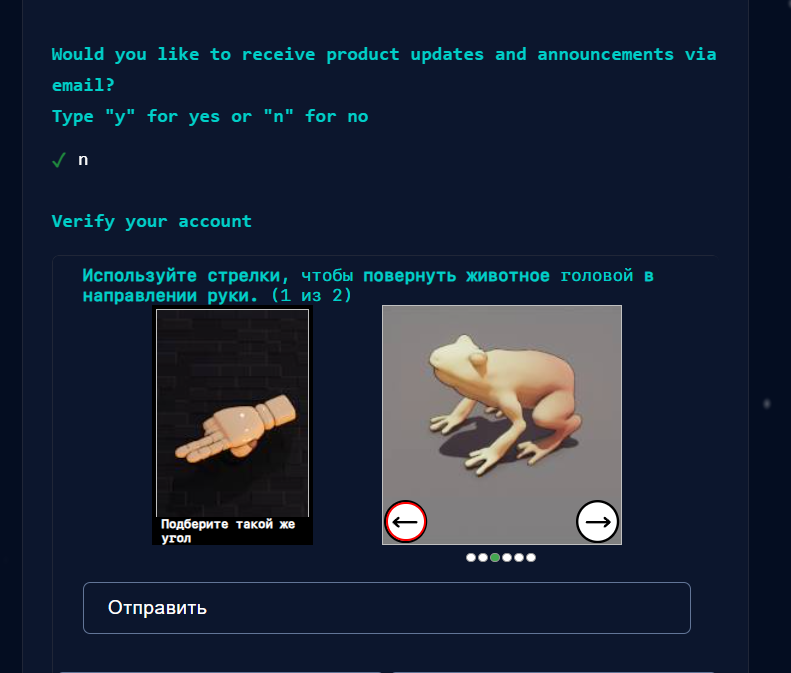 Would you like to receive product updates and announcements via
email?
Type "y" for yes or "n" for no
✓ n
Verify your account
Используйте стрелки, чтобы повернуть животное головой в
направлении руки. (1 из 2)
Подберите такой же
угол
Отправить